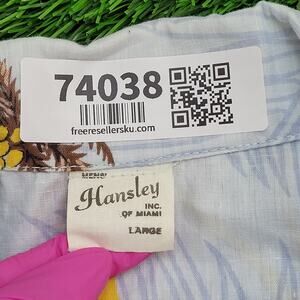 74038
freeresellersku.com
Hansley
INC.
OF MIAMI
LARGE